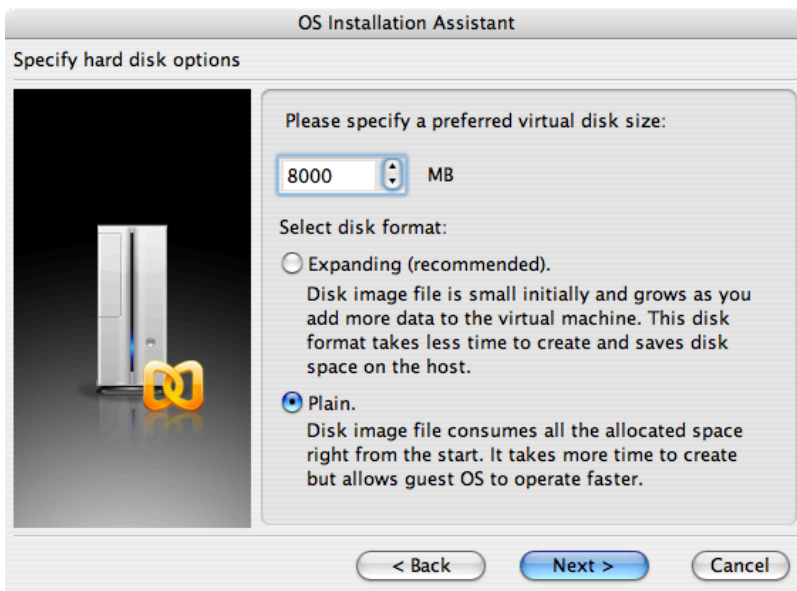 OS Installation Assistant
Specify hard disk options
Please specify a preferred virtual disk size:
8000 MB
Select disk format:
Expanding (recommended).
Disk image file is small initially and grows as you
add more data to the virtual machine. This disk
format takes less time to create and saves disk
space on the host.
Plain.
Disk image file consumes all the allocated space
right from the start. It takes more time to create
but allows guest OS to operate faster.
< Back Next > Cancel